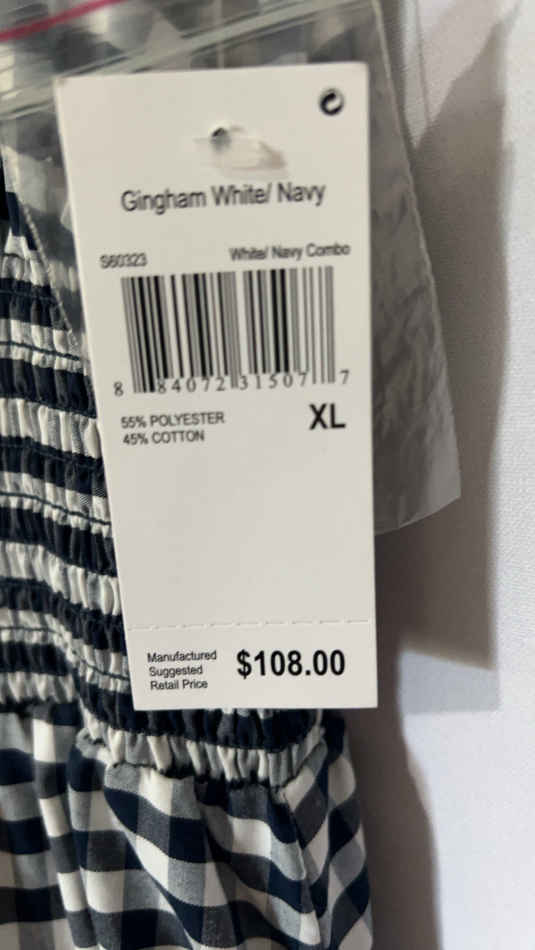 Gingham White/ Navy
S60323 White/ Navy Combo
8 84072 31507 7
55% POLYESTER XL
45% COTTON
Manufactured
Suggested
Retail Price
$108.00